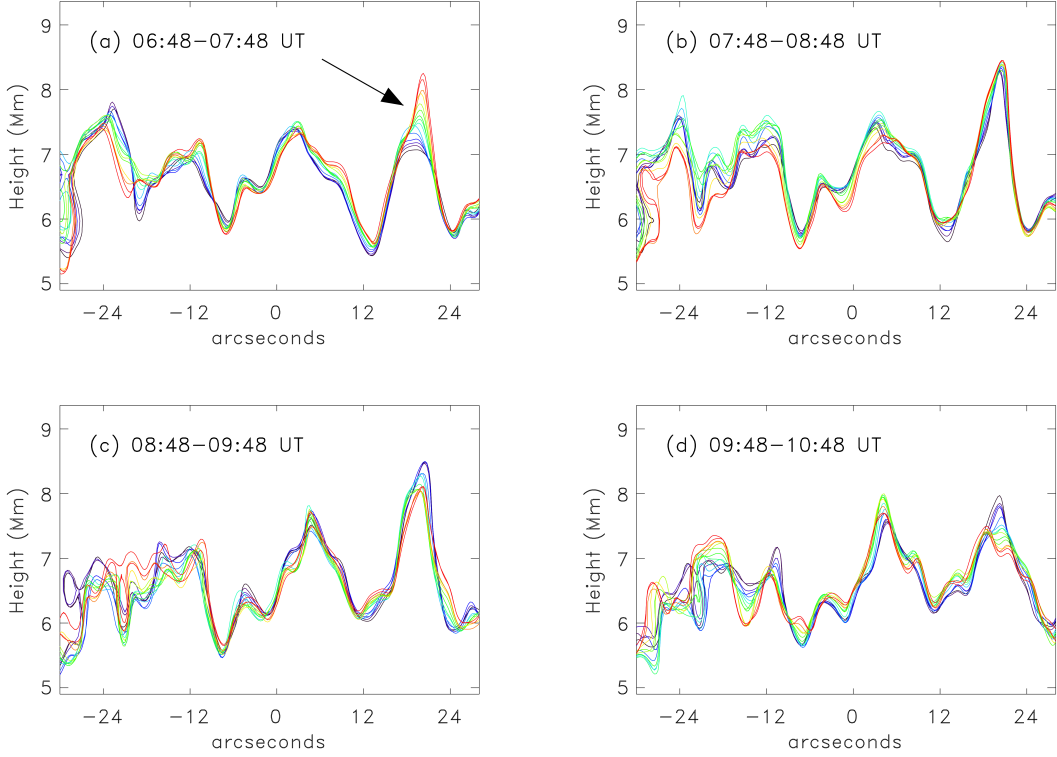 (a) 06:48−07:48 UT
Height (Mm)
9
8
7
6
5
−24 −12 0 12 24
arcseconds
(b) 07:48−08:48 UT
Height (Mm)
9
8
7
6
5
−24 −12 0 12 24
arcseconds
(c) 08:48−09:48 UT
Height (Mm)
9
8
7
6
5
−24 −12 0 12 24
arcseconds
(d) 09:48−10:48 UT
Height (Mm)
9
8
7
6
5
−24 −12 0 12 24
arcseconds